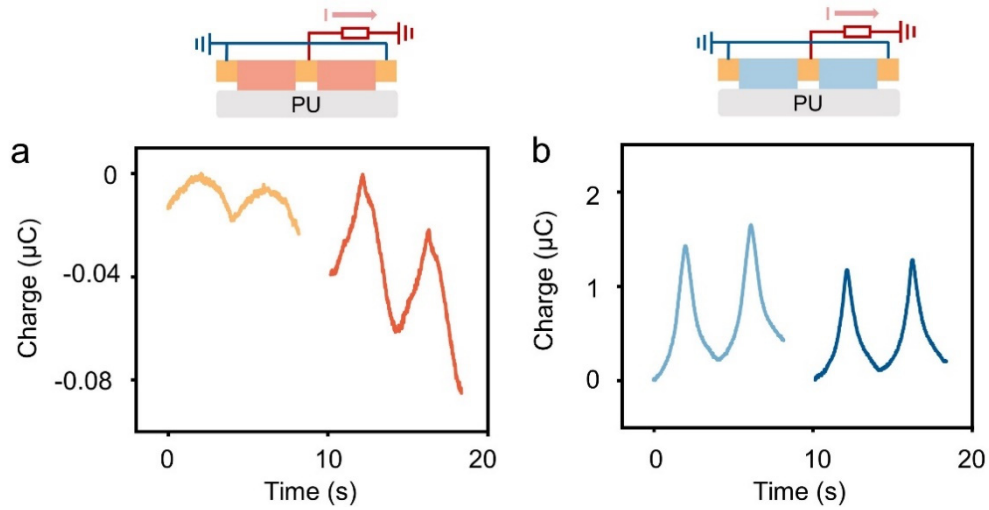 I
I
PU
PU
a
b
0
-0.04
-0.08
Charge (µC)
0
10
20
Time (s)
2
1
0
Charge (µC)
0
10
20
Time (s)